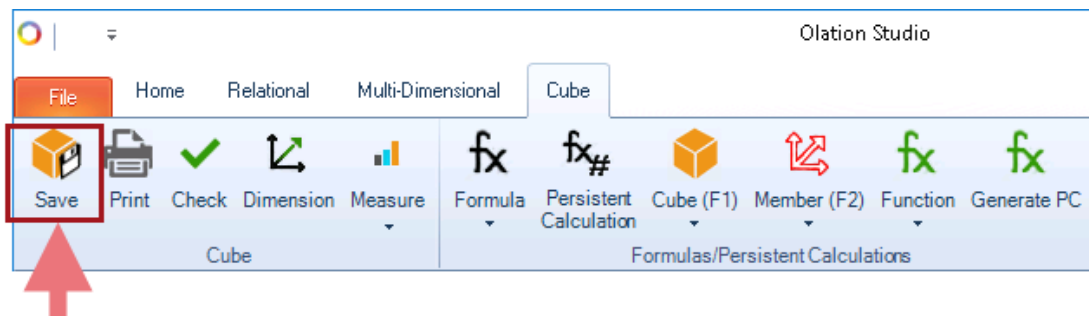 Olation Studio
File Home Relational Multi-Dimensional Cube
Save Print Check Dimension Measure Formula Persistent Calculation Cube (F1) Member (F2) Function Generate PC
Cube Formulas/Persistent Calculations